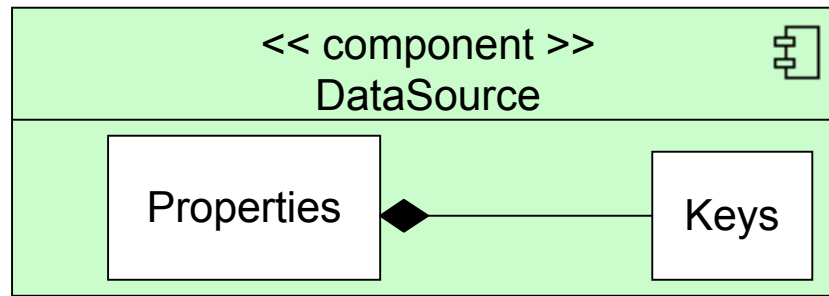 << component >>
DataSource
Properties
Keys